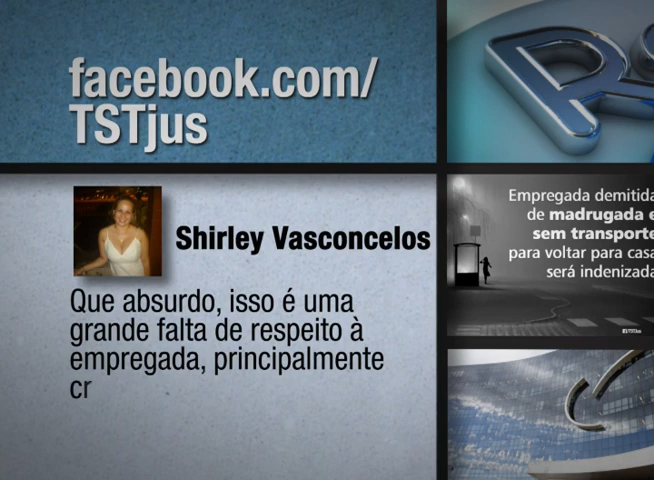 facebook.com/
TSTjus
Shirley Vasconcelos
Que absurdo, isso é uma
grande falta de respeito à
empregada, principalmente
cr
Empregada demitida
de madrugada e
sem transporte
para voltar para casa
será indenizada